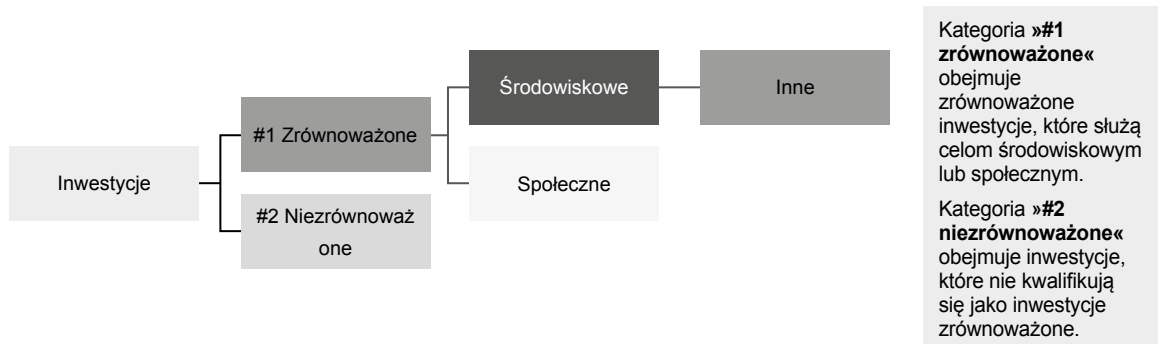 Inwestycje
#1 Zrównoważone
#2 Niezrównoważ
one
Środowiskowe
Społeczne
Inne
Kategoria »#1
zrównoważone«
obejmuje
zrównoważone
inwestycje, które służą
celom środowiskowym
lub społecznym.
Kategoria »#2
niezrównoważone«
obejmuje inwestycje,
które nie kwalifikują
się jako inwestycje
zrównoważone.